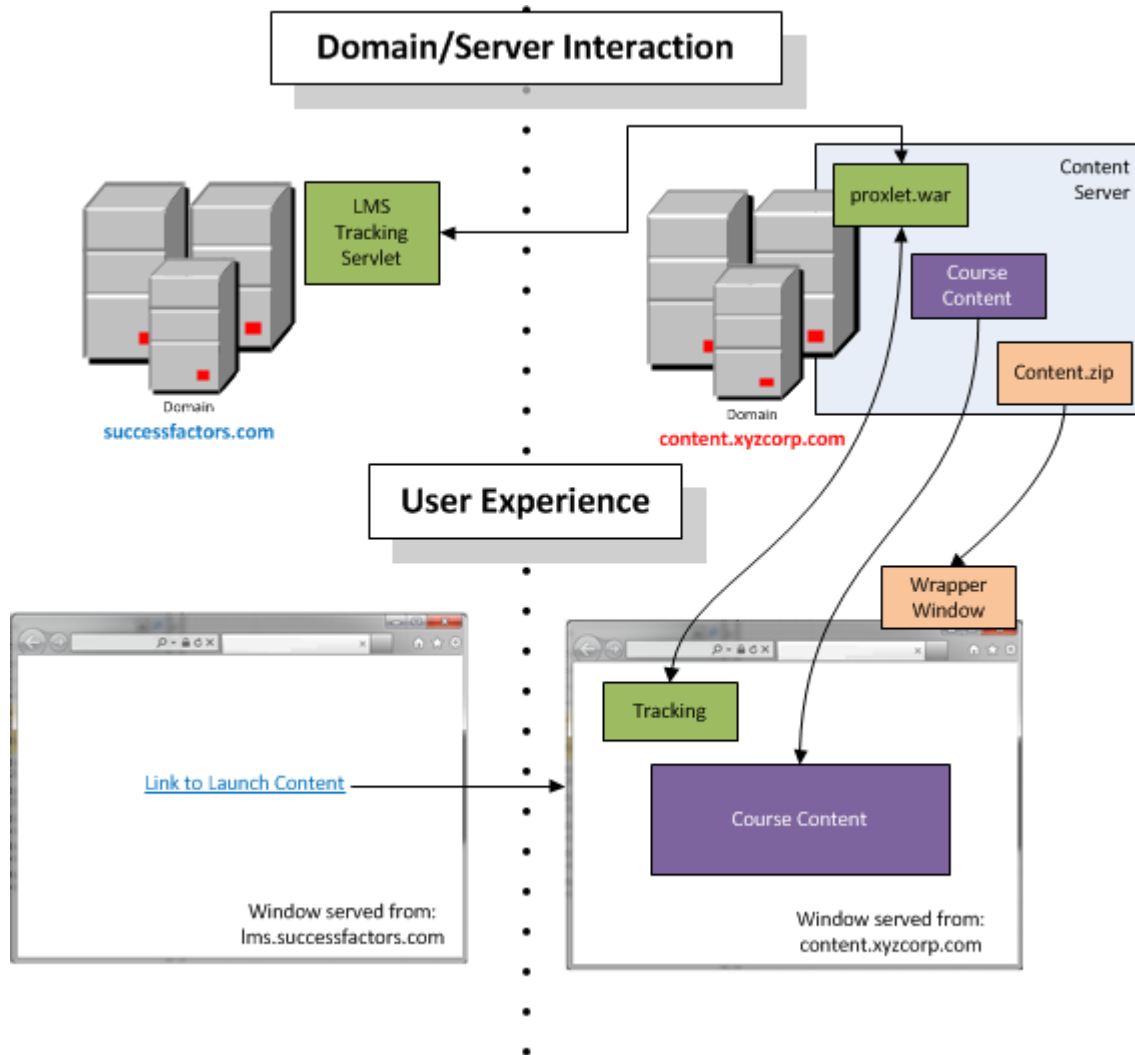 Domain/Server Interaction
LMS
Tracking
Servlet
proxlet.war
Content
Server
Course
Content
Content.zip
Domain
successfactors.com
Domain
content.xyzcorp.com
User Experience
Wrapper
Window
Tracking
Link to Launch Content
Course Content
Window served from:
lms.successfactors.com
Window served from:
content.xyzcorp.com